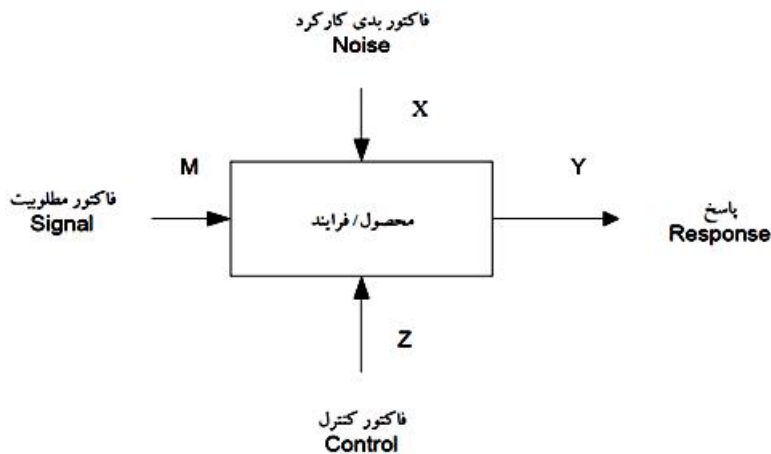 فاکتور بدی کارکرد
Noise
X
M
Y
فاکتور مطلوبیت
Signal
محصول/فرایند
پاسخ
Response
Z
فاکتور کنترل
Control